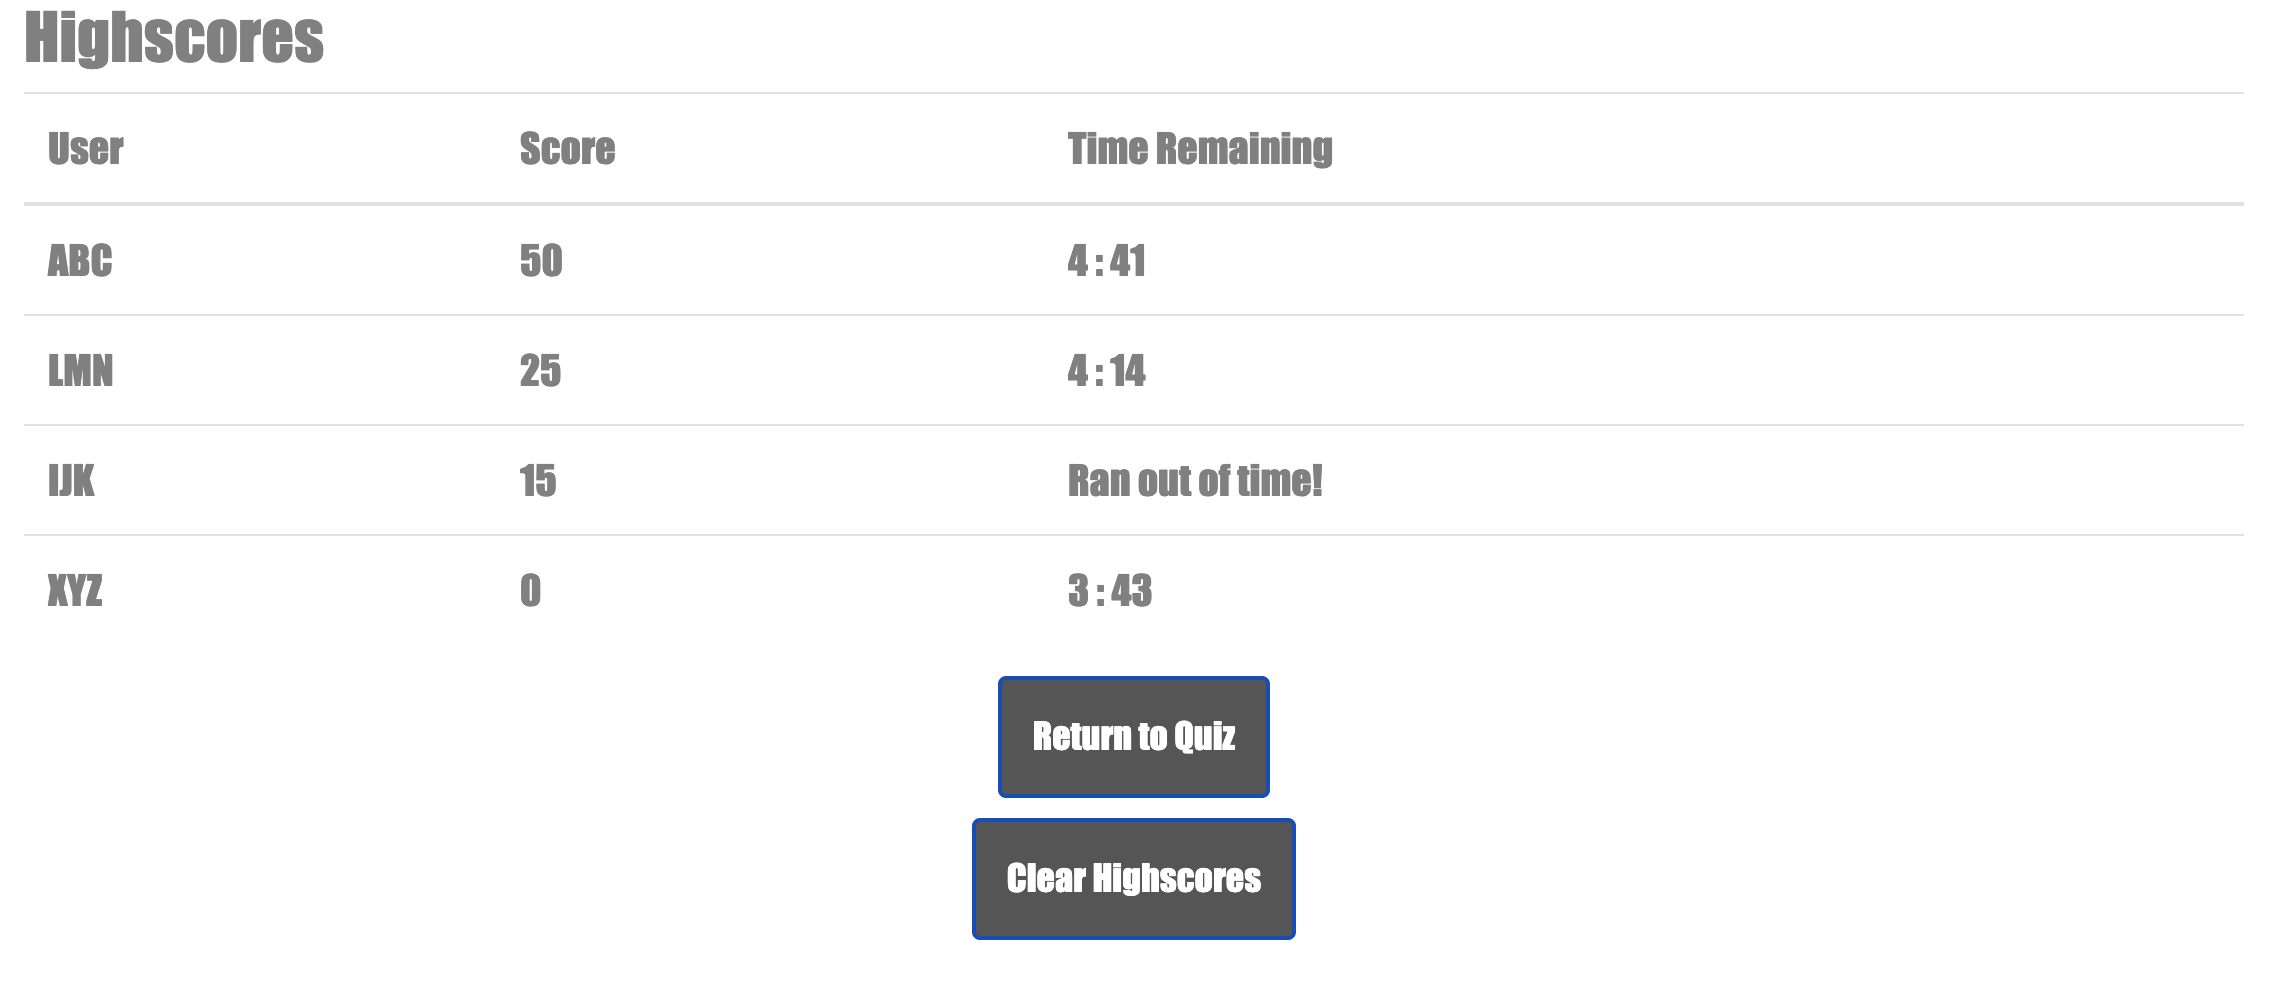 Highscores
User Score Time Remaining
ABC 50 4 : 41
LMN 25 4 : 14
IJK 15 Ran out of time!
XYZ 0 3 : 43
Return to Quiz
Clear Highscores